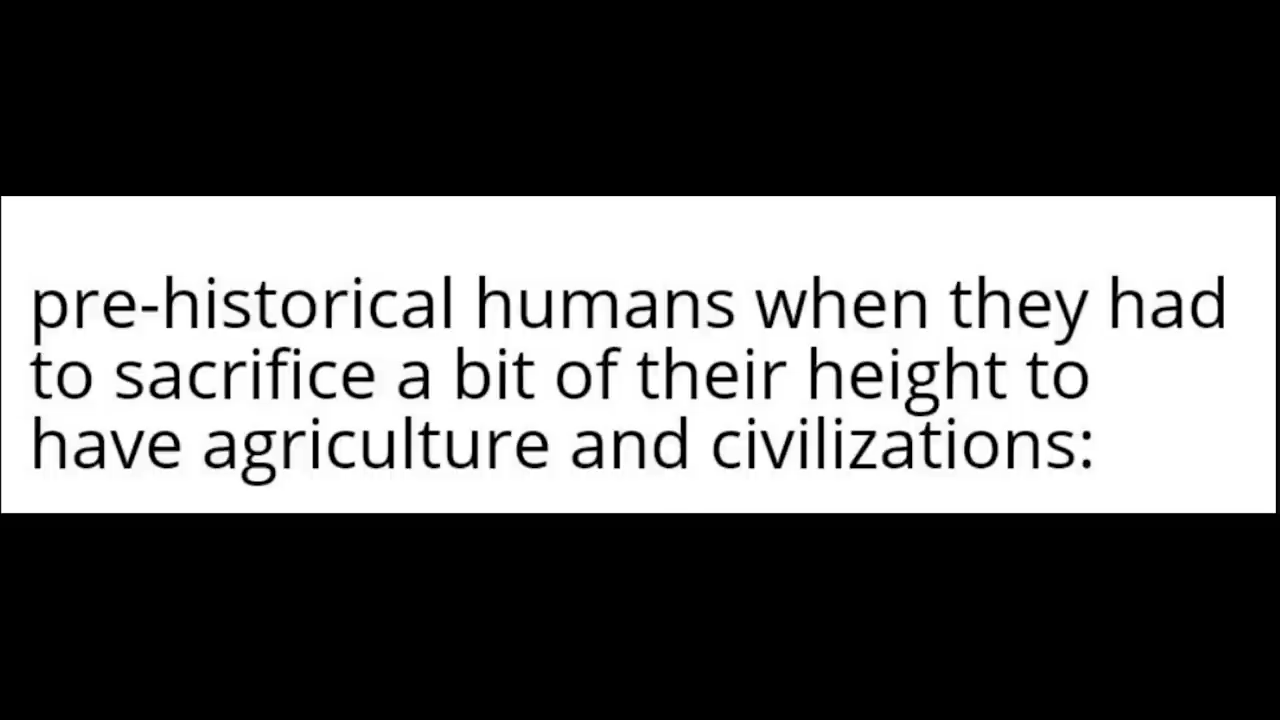 pre-historical humans when they had
to sacrifice a bit of their height to
have agriculture and civilizations: